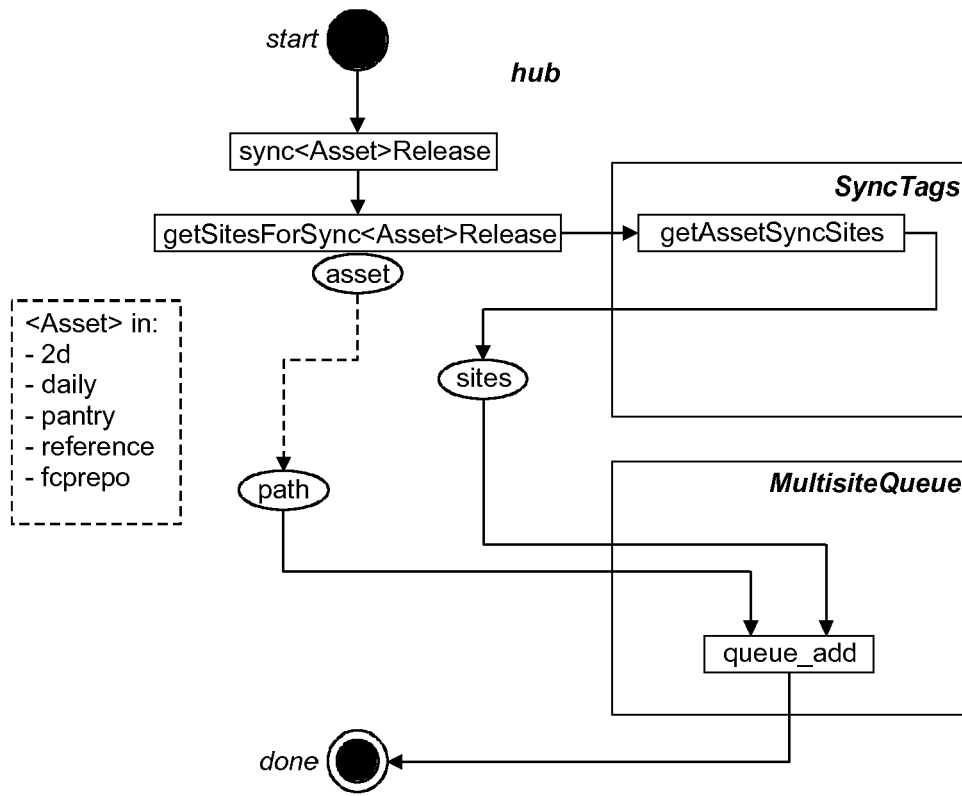 start
hub
sync<Asset>Release
SyncTags
getSitesForSync<Asset>Release
getAssetSyncSites
asset
<Asset> in:
- 2d
- daily
- pantry
- reference
- fcprepo
sites
path
MultisiteQueue
queue_add
done